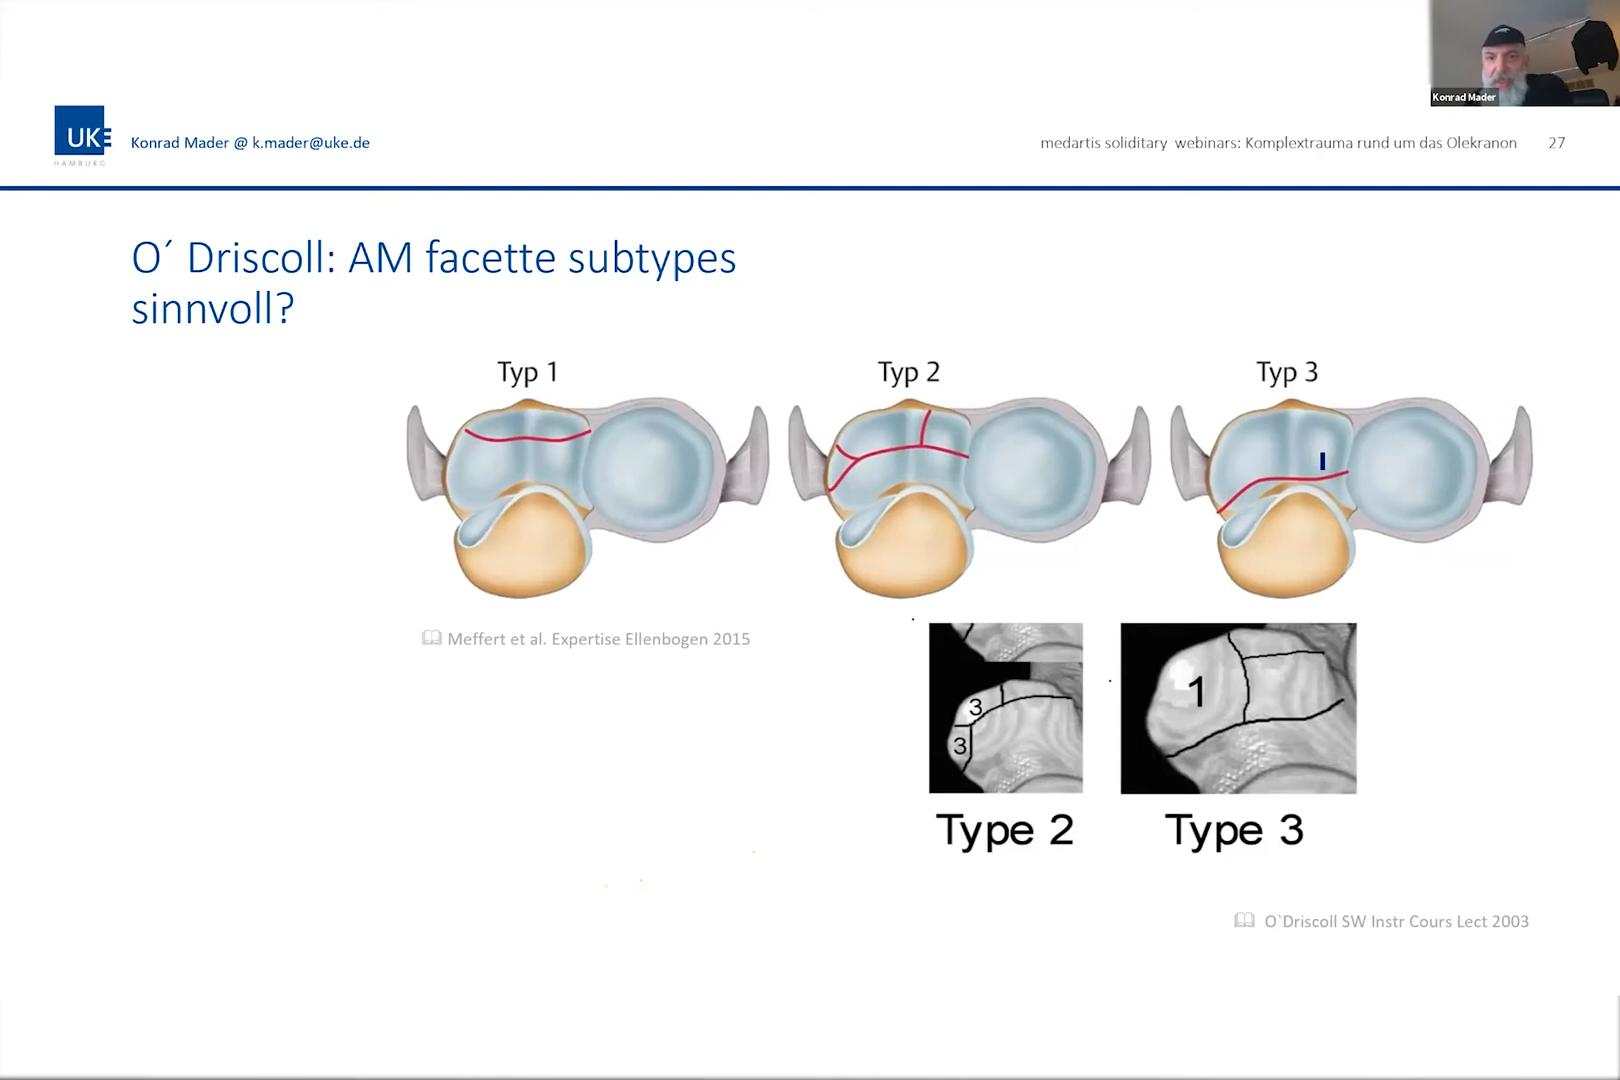 Konrad Mader
UKE
HAMBURG
Konrad Mader @ k.mader@uke.de
medartis soliditary webinars: Komplextrauma rund um das Olekranon 27
O´ Driscoll: AM facette subtypes
sinnvoll?
Typ 1 Typ 2 Typ 3
I
Meffert et al. Expertise Ellenbogen 2015
3
3
1
Type 2 Type 3
O`Driscoll SW Instr Cours Lect 2003